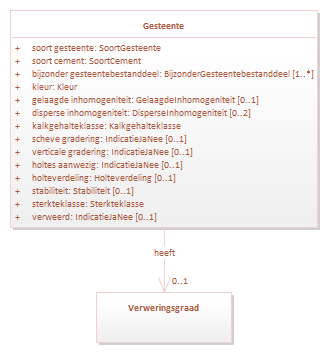 Gesteente
+ soort gesteente: SoortGesteente
+ soort cement: SoortCement
+ bijzonder gesteentebestanddeel: BijzonderGesteentebestanddeel [1..*]
+ kleur: Kleur
+ gelaagde inhomogeniteit: GelaagdeInhomogeniteit [0..1]
+ disperse inhomogeniteit: DisperseInhomogeniteit [0..2]
+ kalkgehalteklasse: Kalkgehalteklasse
+ scheve gradering: IndicatieJaNee [0..1]
+ verticale gradering: IndicatieJaNee [0..1]
+ holtes aanwezig: IndicatieJaNee [0..1]
+ holteverdeling: Holteverdeling [0..1]
+ stabiliteit: Stabiliteit [0..1]
+ sterkteklasse: Sterkteklasse
+ verweerd: IndicatieJaNee [0..1]
heeft
0..1
Verweringsgraad